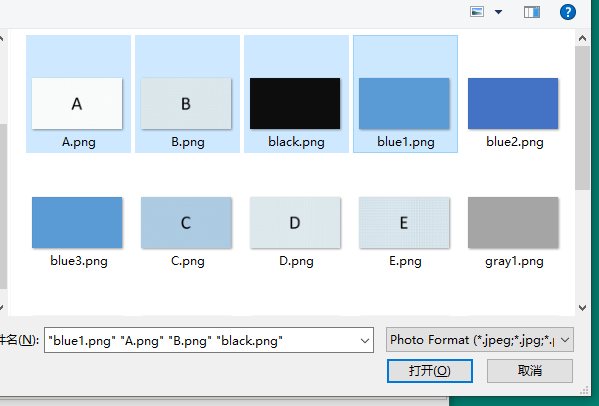 ?
A
B
A.png
B.png
black.png
blue1.png
blue2.png
C
D
E
blue3.png
C.png
D.png
E.png
gray1.png
件名(N):
"blue1.png" "A.png" "B.png" "black.png"
Photo Format (*.jpeg;*.jpg;*.
打开(O)
取消